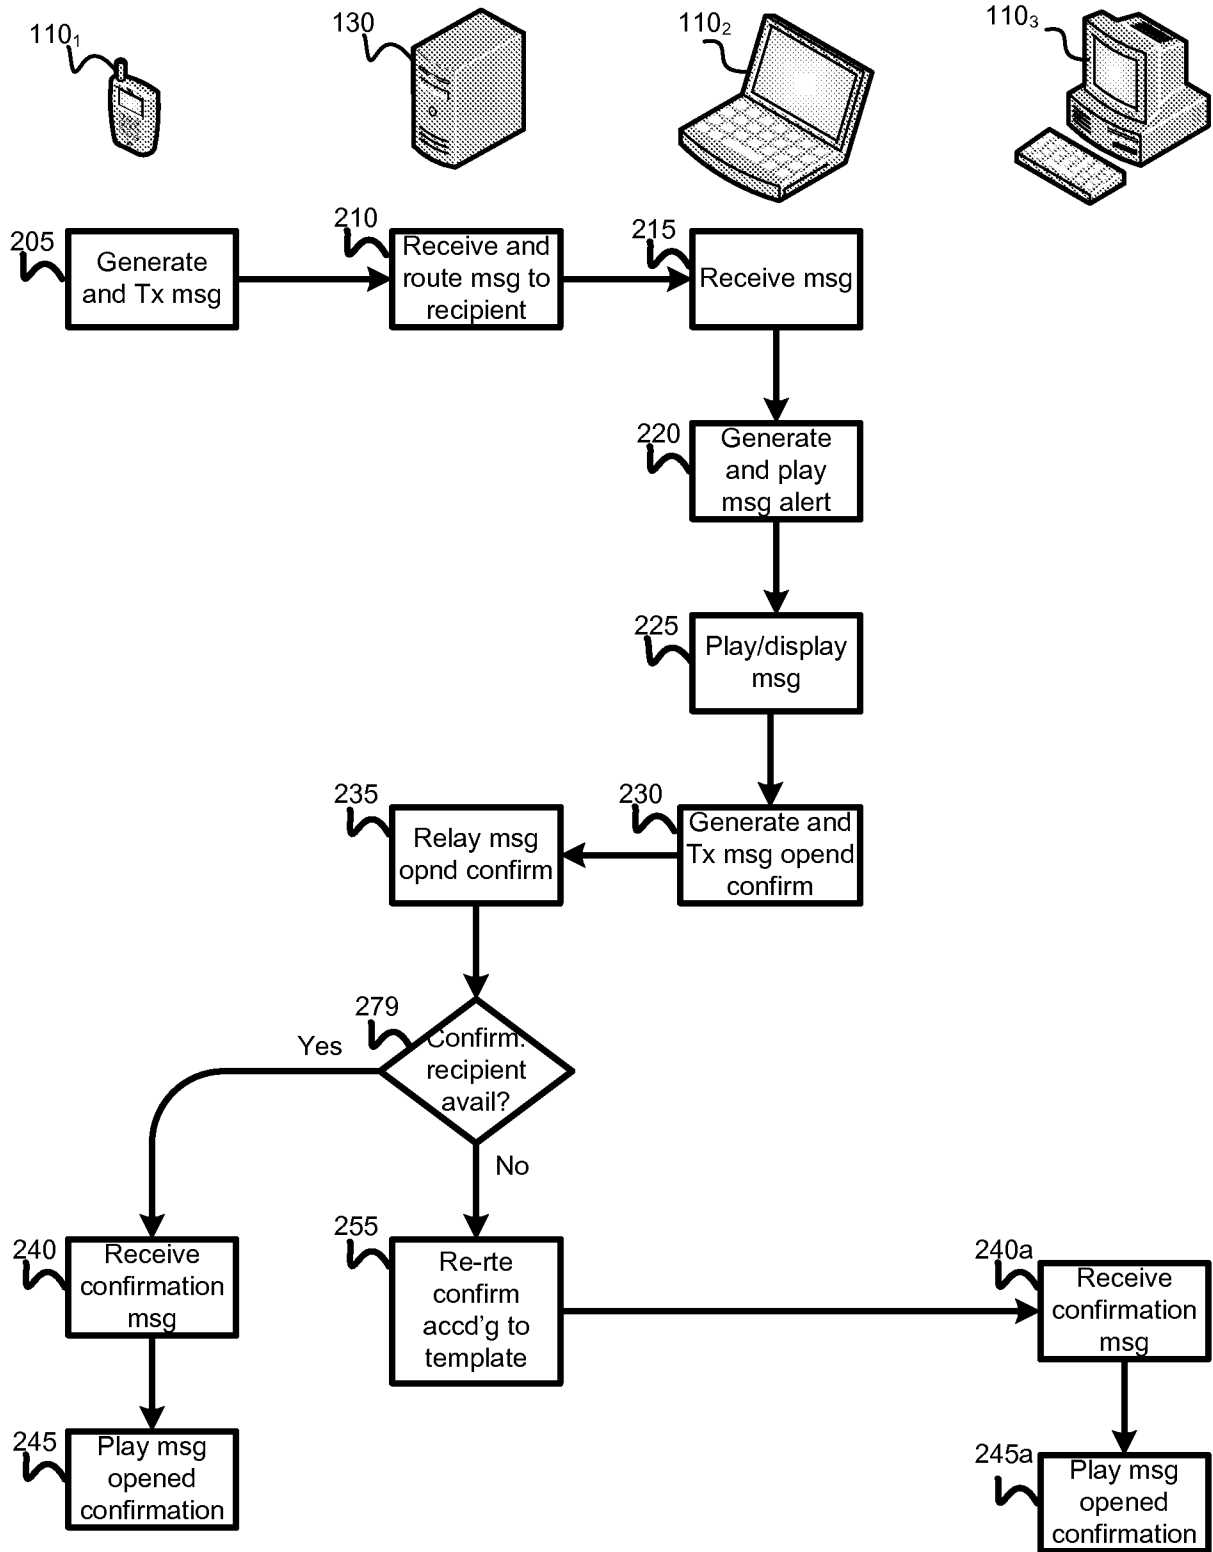 110₁
130
110₂
110₃
205
Generate
and Tx msg
210
Receive and
route msg to
recipient
215
Receive msg
220
Generate
and play
msg alert
225
Play/display
msg
230
Generate and
Tx msg opend
confirm
235
Relay msg
opnd confirm
279
Confirm.
recipient
avail?
Yes
No
240
Receive
confirmation
msg
255
Re-rte
confirm
accd'g to
template
240a
Receive
confirmation
msg
245
Play msg
opened
confirmation
245a
Play msg
opened
confirmation